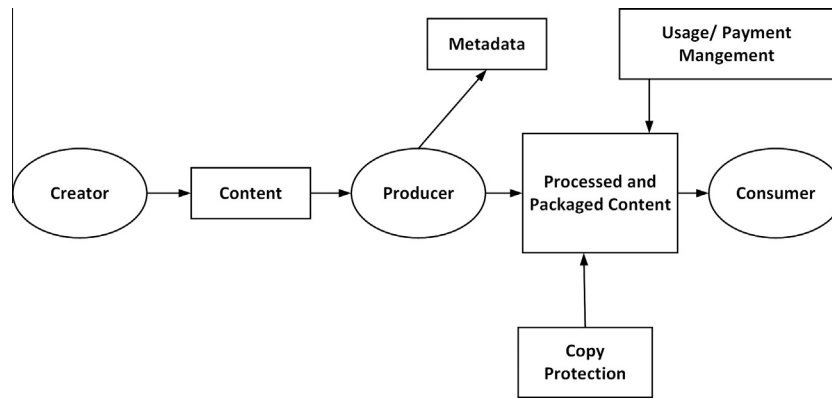 Metadata
Usage/ Payment
Mangement
Creator
Content
Producer
Processed and
Packaged Content
Consumer
Copy
Protection